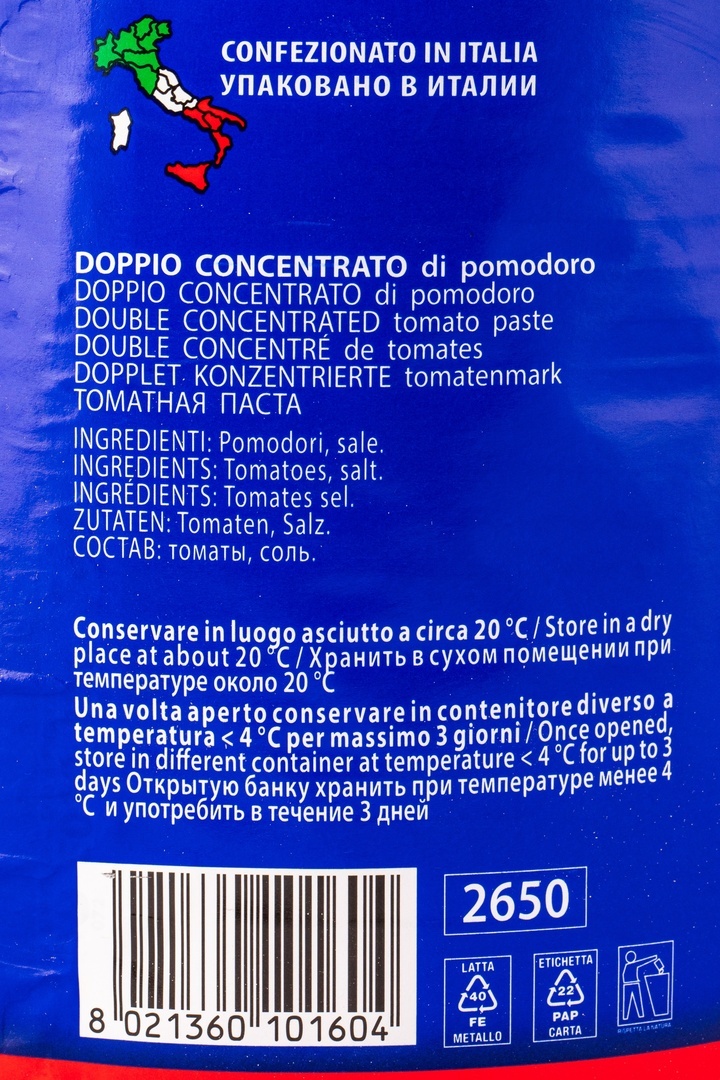 CONFEZIONATO IN ITALIA
УПАКОВАНО В ИТАЛИИ
DOPPIO CONCENTRATO di pomodoro
DOPPIO CONCENTRATO di pomodoro
DOUBLE CONCENTRATED tomato paste
DOUBLE CONCENTRÉ de tomates
DOPPLET KONZENTRIERTE tomatenmark
ТОМАТНАЯ ПАСТА
INGREDIENTI: Pomodori, sale.
INGREDIENTS: Tomatoes, salt.
INGRÉDIENTS: Tomates sel.
ZUTATEN: Tomaten, Salz.
СОСТАВ: томаты, соль.
Conservare in luogo asciutto a circa 20 °C / Store in a dry
place at about 20 °C / Хранить в сухом помещении при
температуре около 20 °C
Una volta aperto conservare in contenitore diverso a
temperatura < 4 °C per massimo 3 giorni / Once opened,
store in different container at temperature < 4 °C for up to 3
days Открытую банку хранить при температуре менее 4
°C и употребить в течение 3 дней
8 021360 101604
2650
LATTA
40
FE
METALLO
ETICHETTA
22
PAP
CARTA
RISPETTA LA NATURA